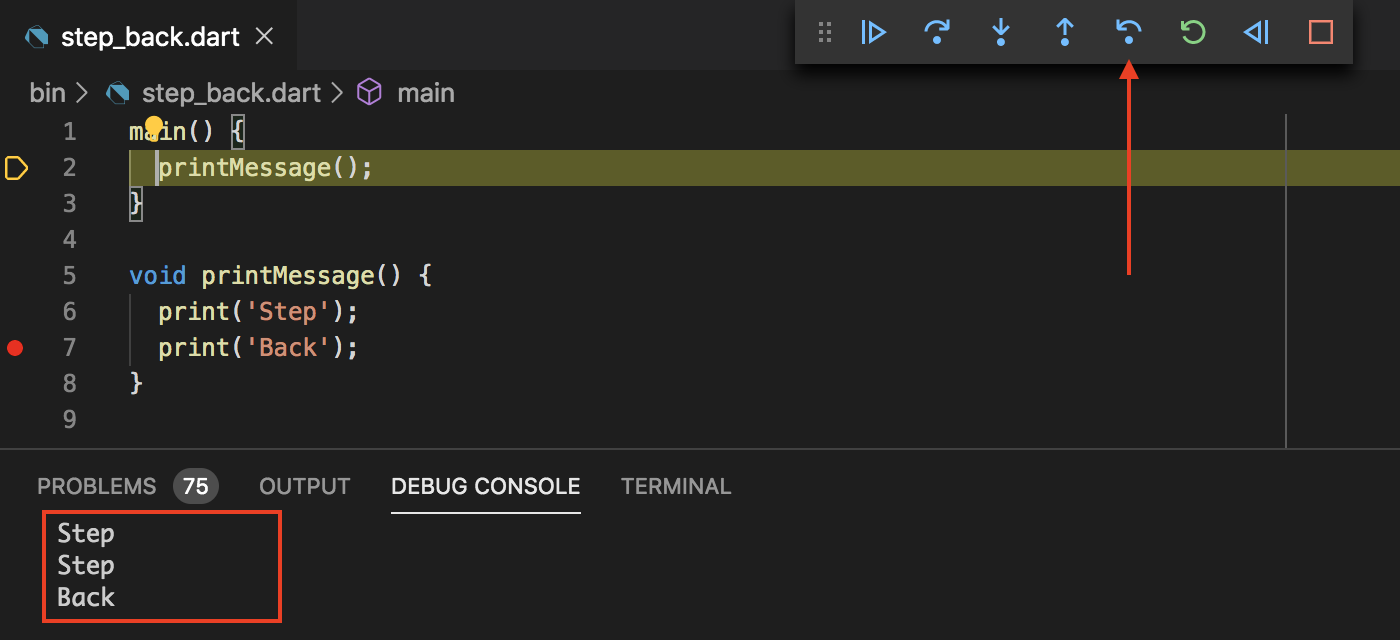 step_back.dart
bin > step_back.dart > main
1 main() {
2 printMessage();
3 }
4
5 void printMessage() {
6 print('Step');
7 print('Back');
8 }
9
PROBLEMS 75 OUTPUT DEBUG CONSOLE TERMINAL
Step
Step
Back